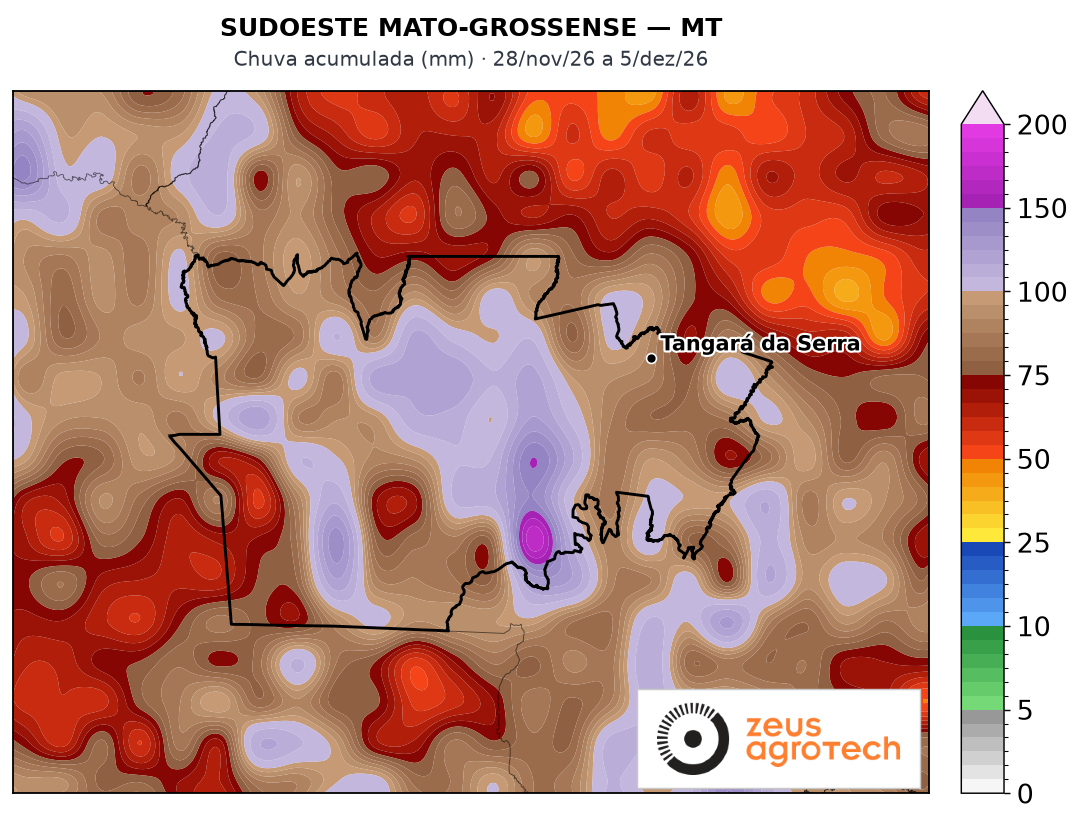 SUDOESTE MATO-GROSSENSE — MT
Chuva acumulada (mm) · 28/nov/26 a 5/dez/26
200
150
100
75
50
25
10
5
0
Tangará da Serra
zeus
agrotech